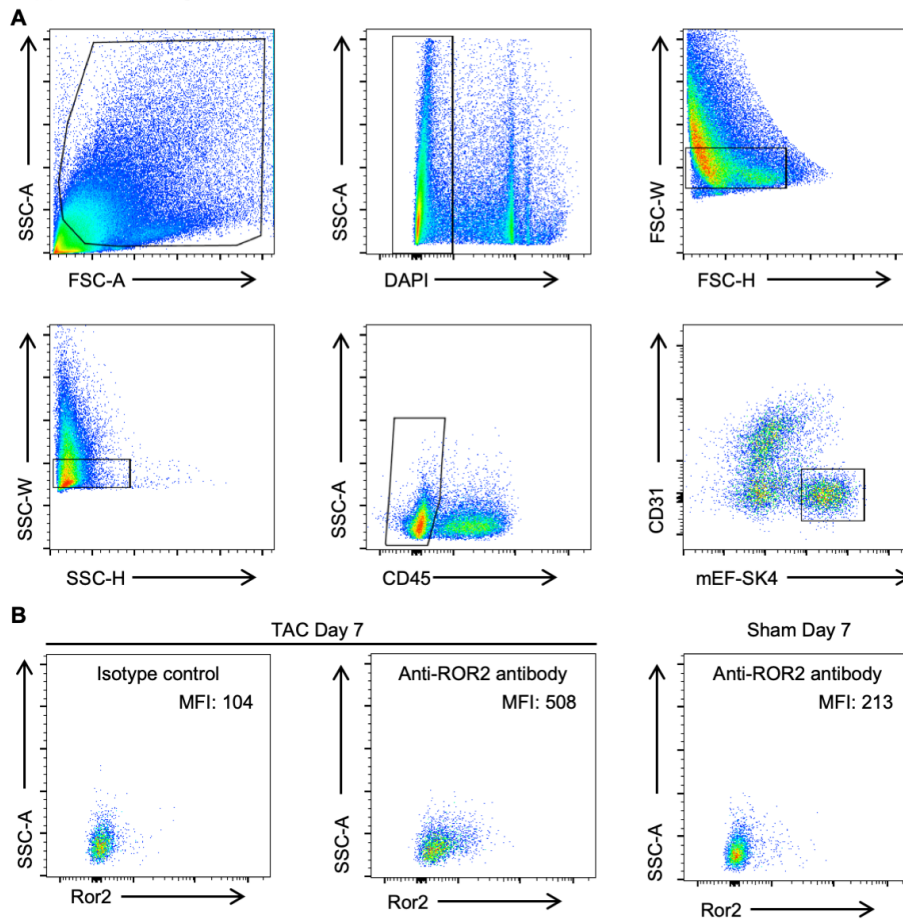 A
SSC-A
FSC-A
SSC-A
DAPI
FSC-W
FSC-H
SSC-W
SSC-H
SSC-A
CD45
CD31
mEF-SK4
B
TAC Day 7
Sham Day 7
Isotype control
MFI: 104
SSC-A
Ror2
Anti-ROR2 antibody
MFI: 508
SSC-A
Ror2
Anti-ROR2 antibody
MFI: 213
SSC-A
Ror2